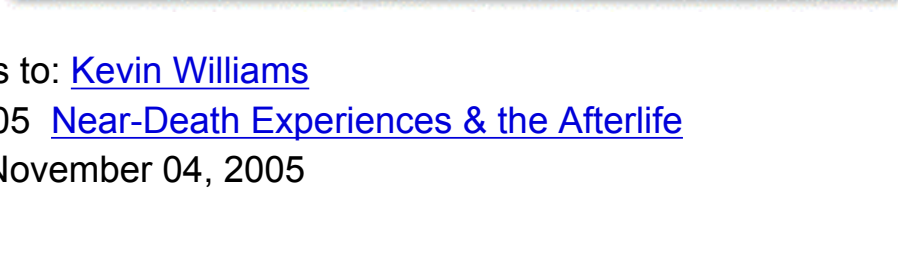 s to: Kevin Williams
05 Near-Death Experiences & the Afterlife
November 04, 2005